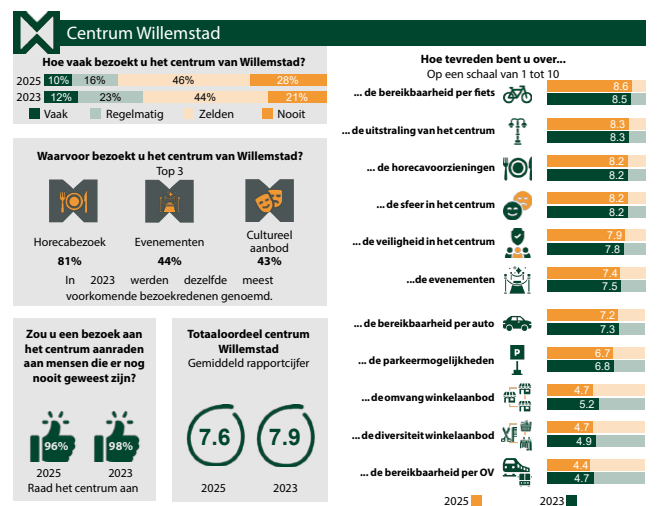 Centrum Willemstad
Hoe vaak bezoekt u het centrum van Willemstad?
2025 10% 16% 46% 28%
2023 12% 23% 44% 21%
Vaak Regelmatig Zelden Nooit
Waarvoor bezoekt u het centrum van Willemstad?
Top 3
Horecabezoek
81%
Evenementen
44%
Cultureel
aanbod
43%
In 2023 werden dezelfde meest
voorkomende bezoekredenen genoemd.
Zou u een bezoek aan
het centrum aanraden
aan mensen die er nog
nooit geweest zijn?
96% 98%
2025 2023
Raad het centrum aan
Totaaloordeel centrum
Willemstad
Gemiddeld rapportcijfer
7.6 7.9
2025 2023
Hoe tevreden bent u over...
Op een schaal van 1 tot 10
... de bereikbaarheid per fiets
8.6
8.5
... de uitstraling van het centrum
8.3
8.3
... de horecavoorzieningen
8.2
8.2
... de sfeer in het centrum
8.2
8.2
... de veiligheid in het centrum
7.9
7.8
...de evenementen
7.4
7.5
... de bereikbaarheid per auto
7.2
7.3
... de parkeermogelijkheden
P
6.7
6.8
...de omvang winkelaanbod
4.7
5.2
...de diversiteit winkelaanbod
4.7
4.9
... de bereikbaarheid per OV
4.4
4.7
2025 2023